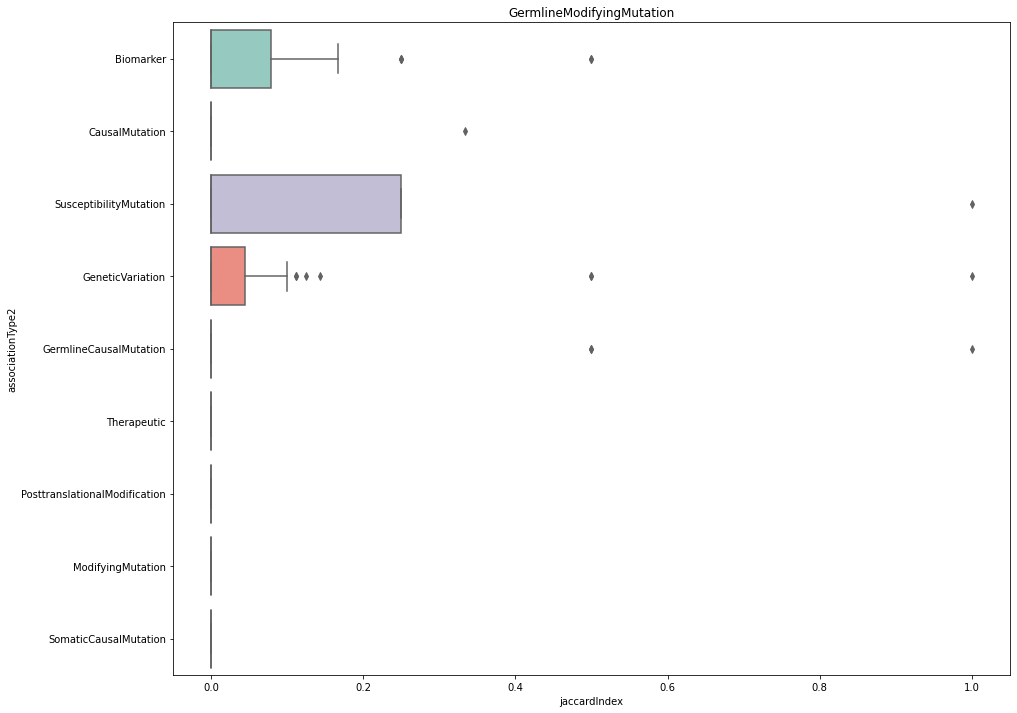 GermlineModifyingMutation
Biomarker
CausalMutation
SusceptibilityMutation
GeneticVariation
GermlineCausalMutation
Therapeutic
PosttranslationalModification
ModifyingMutation
SomaticCausalMutation
associationType2
0.0 0.2 0.4 0.6 0.8 1.0
jaccardIndex